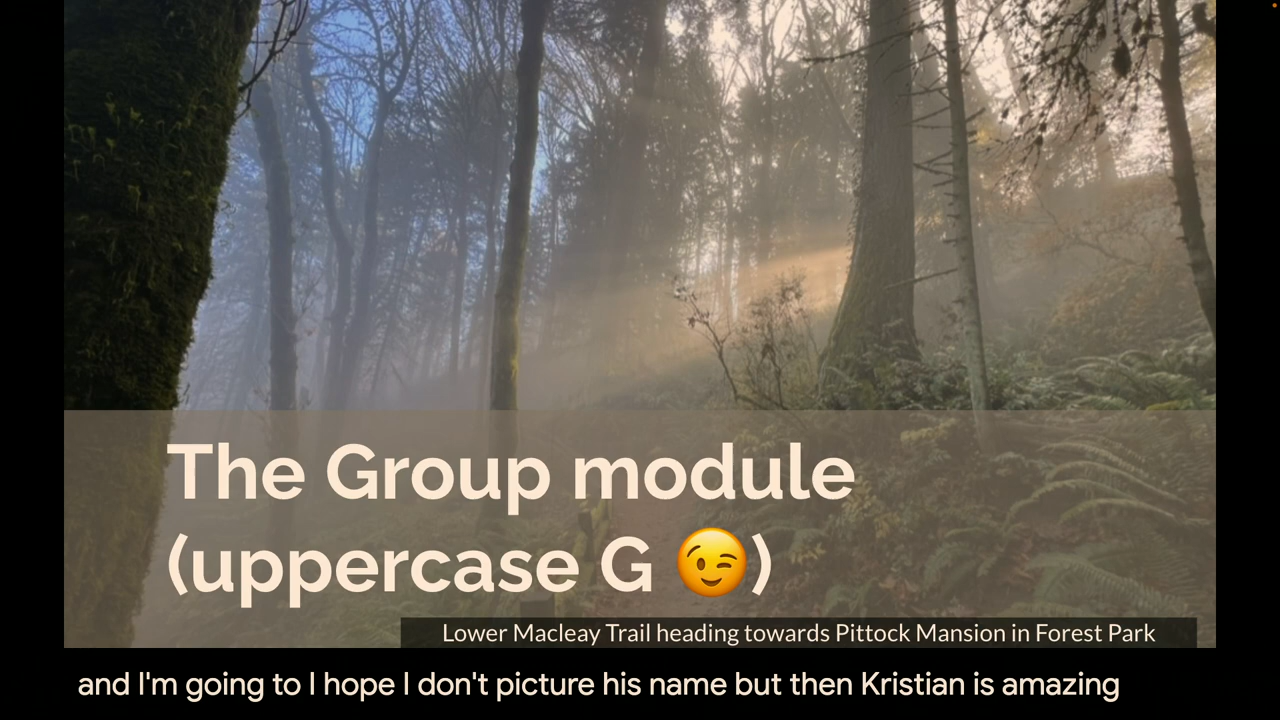 The Group module
(uppercase G 😉)
Lower Macleay Trail heading towards Pittock Mansion in Forest Park
and I'm going to I hope I don't picture his name but then Kristian is amazing